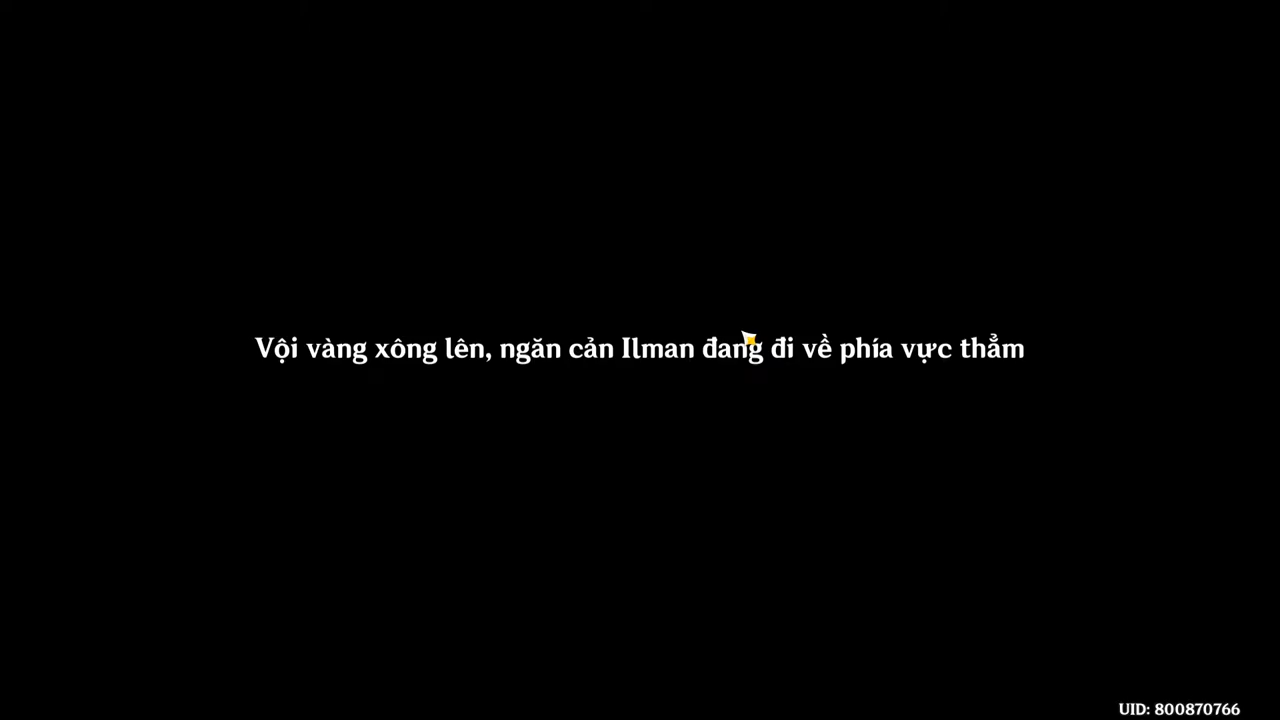 Vội vàng xông lên, ngăn cản Ilman đang đi về phía vực thẳm
UID: 800870766